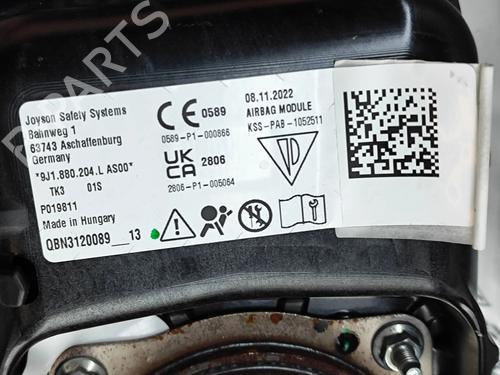 Joyson Safety Systems
Bahnweg 1
63743 Aschaffenburg
Germany
*9J1.880.204.L AS00*
TK3 01S
P019811
Made in Hungary
QBN3120089__13
CE 0589
0589-P1-000866
UK CA 2806
2806-P1-005064
08.11.2022
AIRBAG MODULE
KSS-PAB-1052511
PARTS